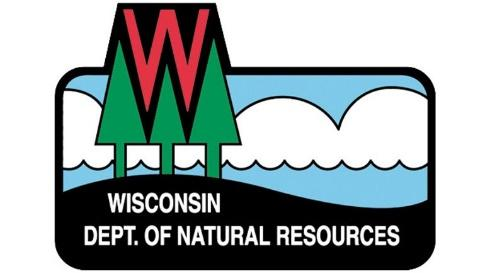 W
WISCONSIN
DEPT. OF NATURAL RESOURCES